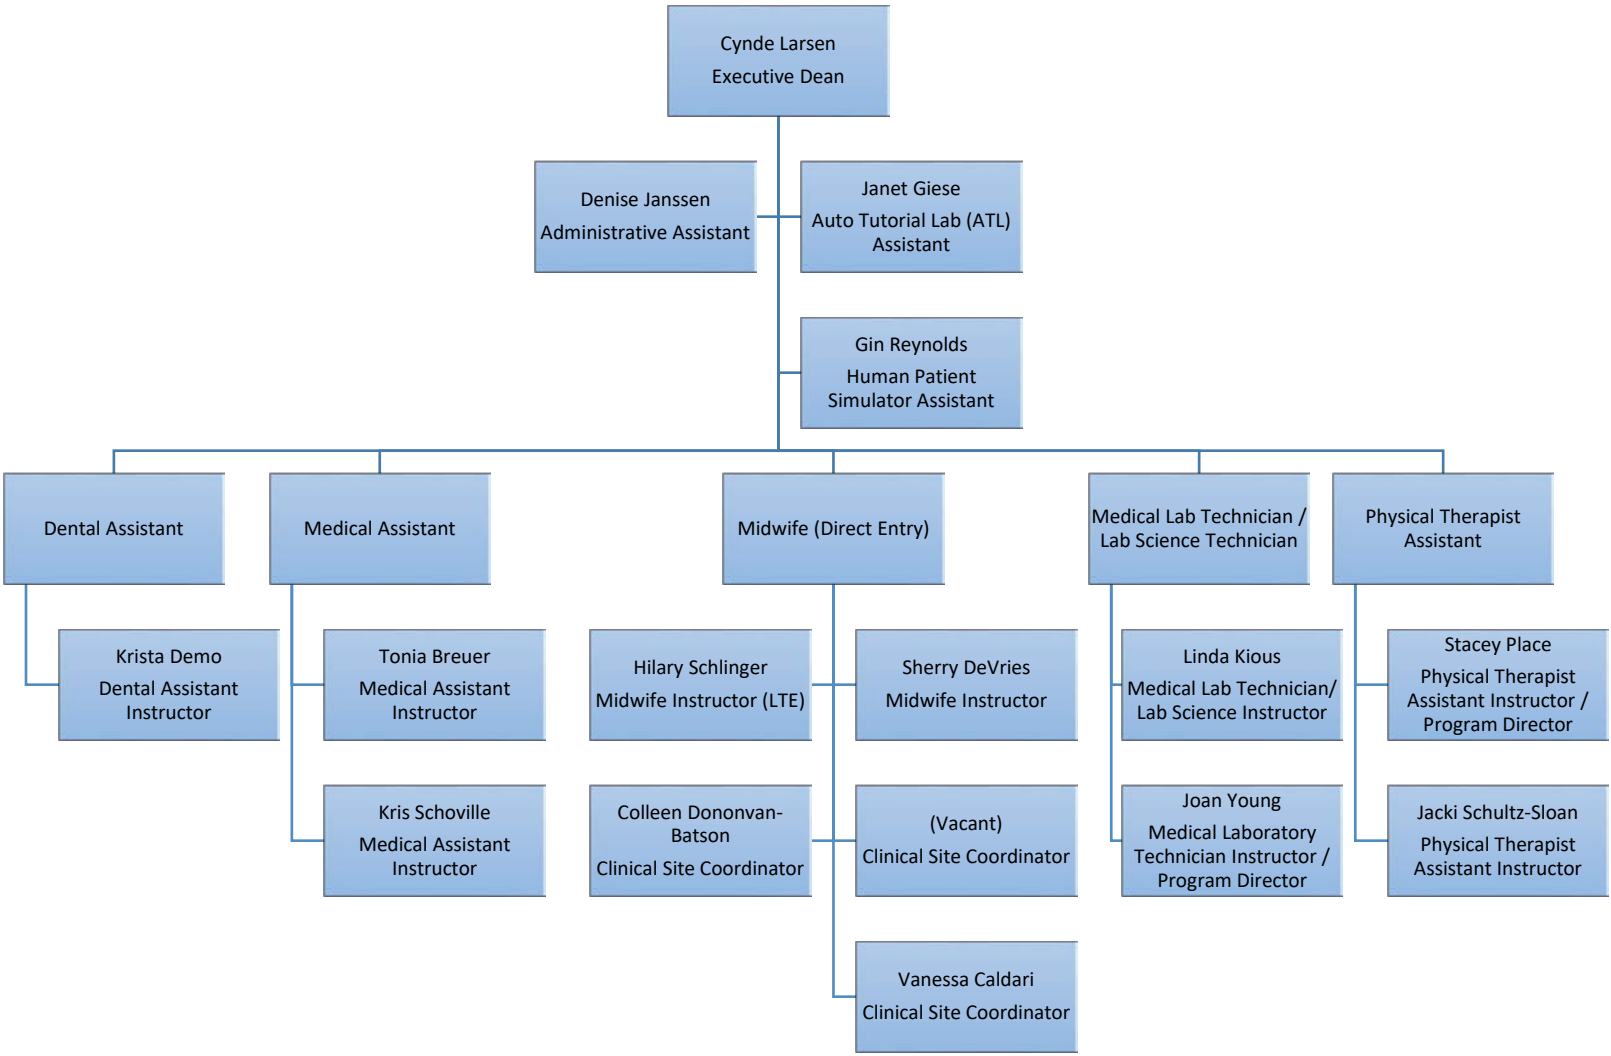 Cynde Larsen
Executive Dean
Denise Janssen
Administrative Assistant
Janet Giese
Auto Tutorial Lab (ATL)
Assistant
Gin Reynolds
Human Patient
Simulator Assistant
Dental Assistant
Medical Assistant
Midwife (Direct Entry)
Medical Lab Technician /
Lab Science Technician
Physical Therapist
Assistant
Krista Demo
Dental Assistant
Instructor
Tonia Breuer
Medical Assistant
Instructor
Hilary Schlinger
Midwife Instructor (LTE)
Sherry DeVries
Midwife Instructor
Linda Kious
Medical Lab Technician/
Lab Science Instructor
Stacey Place
Physical Therapist
Assistant Instructor /
Program Director
Kris Schoville
Medical Assistant
Instructor
Colleen Dononvan-
Batson
Clinical Site Coordinator
(Vacant)
Clinical Site Coordinator
Joan Young
Medical Laboratory
Technician Instructor /
Program Director
Jacki Schultz-Sloan
Physical Therapist
Assistant Instructor
Vanessa Caldari
Clinical Site Coordinator